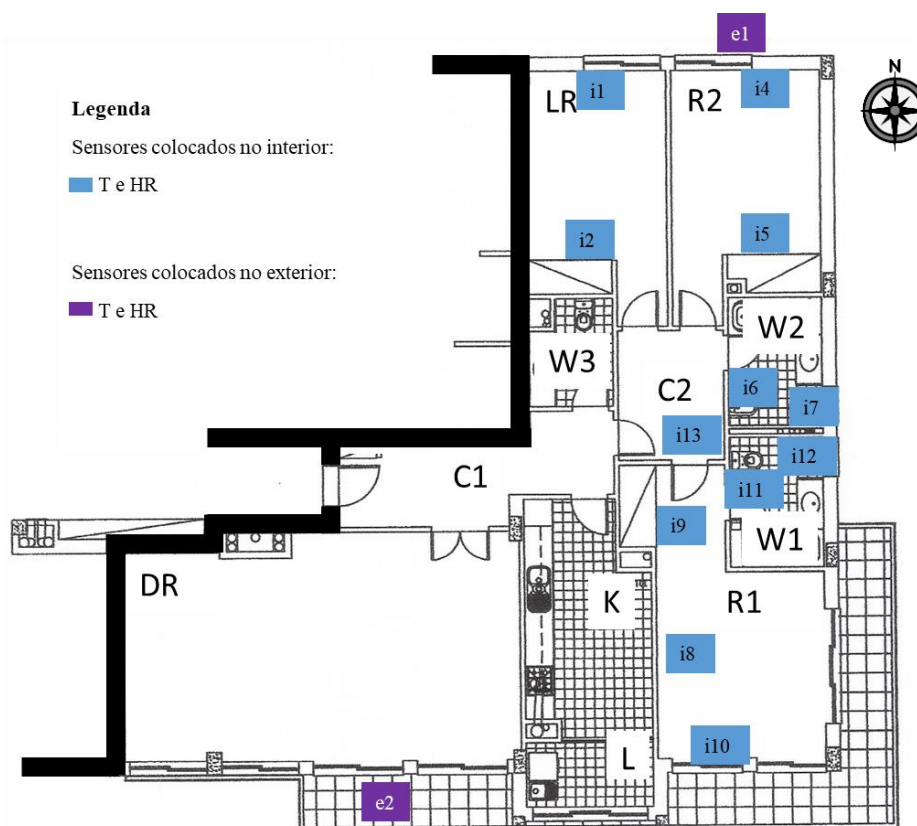 e1
N
i1
i4
LR
R2
Legenda
Sensores colocados no interior:
T e HR
i2
i5
Sensores colocados no exterior:
T e HR
W2
W3
i6
C2
i7
i13
i12
C1
i11
i9
W1
DR
K
R1
i8
i10
L
e2